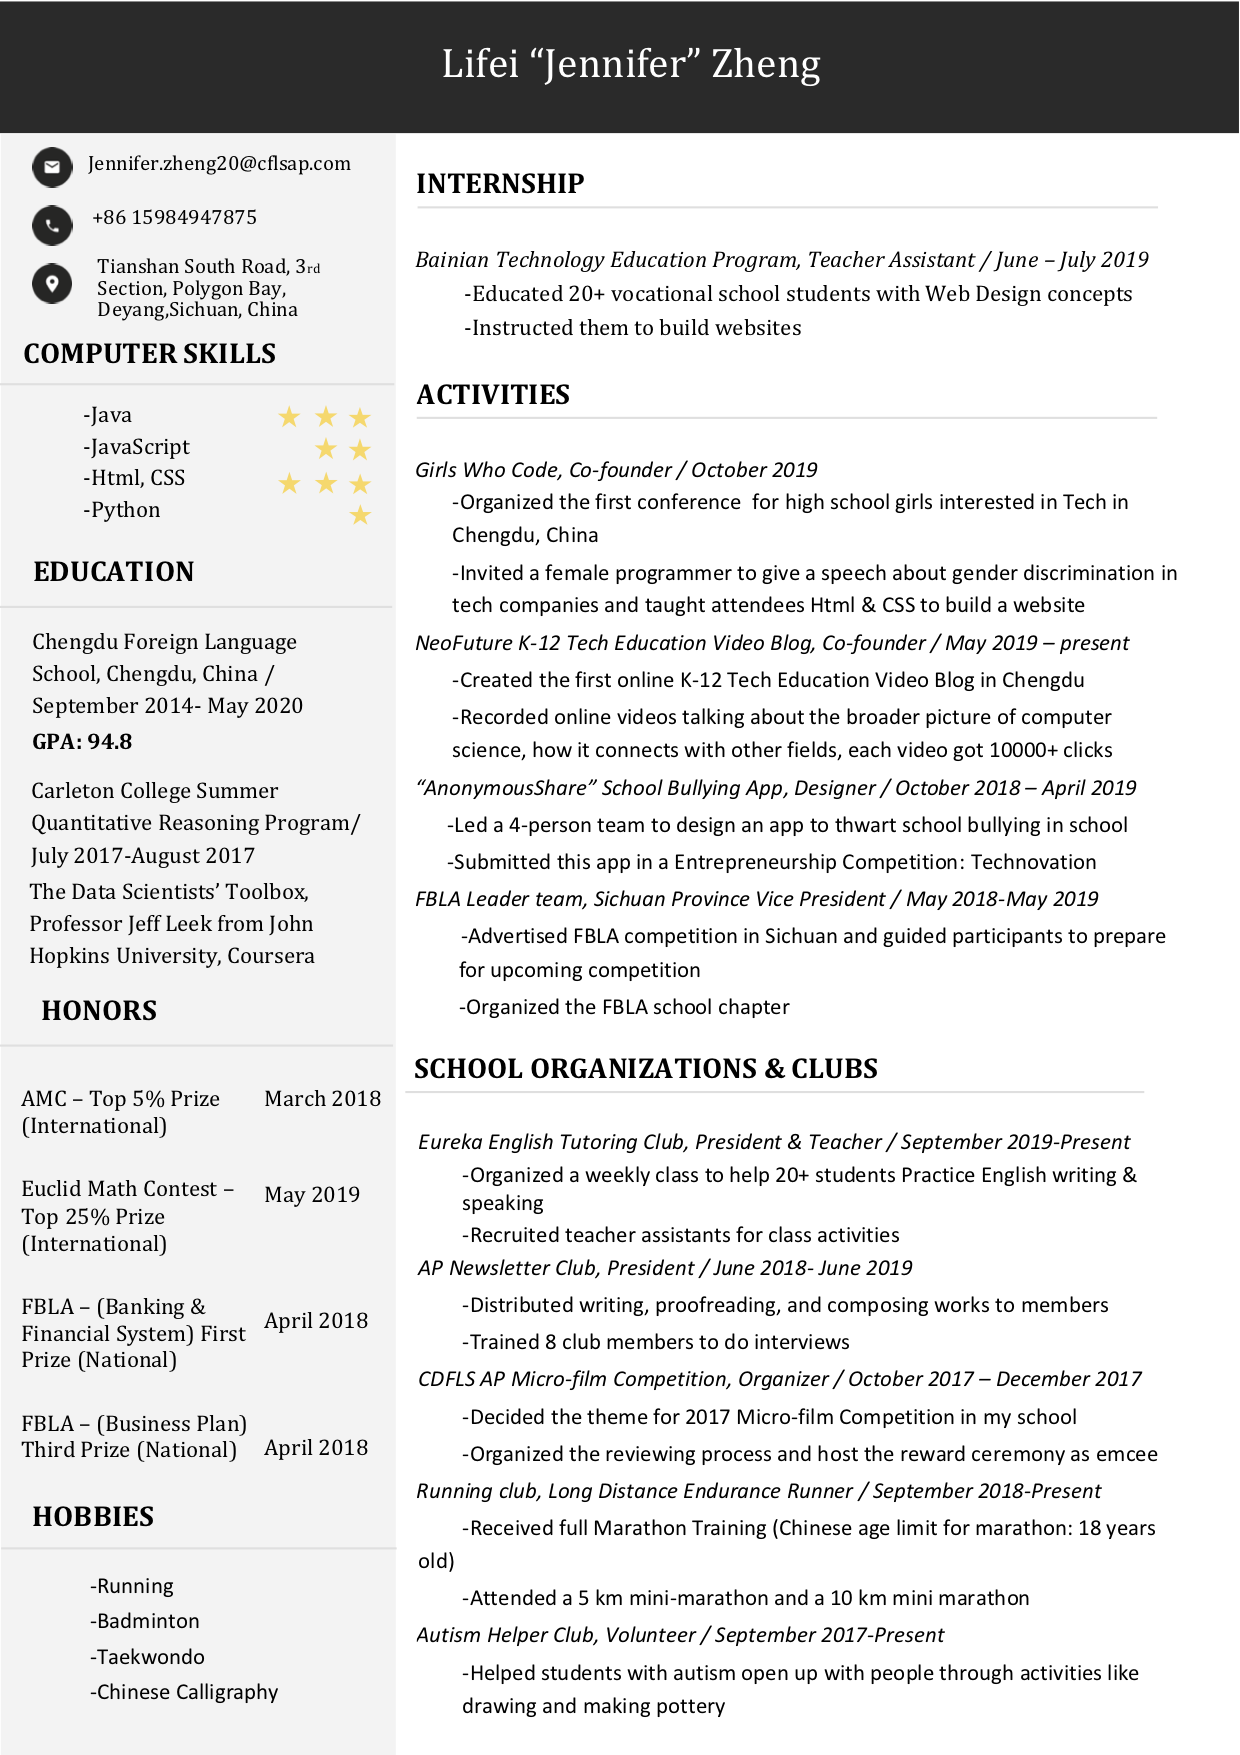 Lifei “Jennifer” Zheng
Jennifer.zheng20@cflsap.com
+86 15984947875
Tianshan South Road, 3rd
Section, Polygon Bay,
Deyang,Sichuan, China
COMPUTER SKILLS
-Java
-JavaScript
-Html, CSS
-Python
EDUCATION
Chengdu Foreign Language
School, Chengdu, China /
September 2014- May 2020
GPA: 94.8
Carleton College Summer
Quantitative Reasoning Program/
July 2017-August 2017
The Data Scientists’ Toolbox,
Professor Jeff Leek from John
Hopkins University, Coursera
HONORS
AMC – Top 5% Prize March 2018
(International)
Euclid Math Contest – May 2019
Top 25% Prize
(International)
FBLA – (Banking &
Financial System) First April 2018
Prize (National)
FBLA – (Business Plan)
Third Prize (National) April 2018
HOBBIES
-Running
-Badminton
-Taekwondo
-Chinese Calligraphy
INTERNSHIP
Bainian Technology Education Program, Teacher Assistant / June – July 2019
-Educated 20+ vocational school students with Web Design concepts
-Instructed them to build websites
ACTIVITIES
Girls Who Code, Co-founder / October 2019
-Organized the first conference  for high school girls interested in Tech in
Chengdu, China
-Invited a female programmer to give a speech about gender discrimination in
tech companies and taught attendees Html & CSS to build a website
NeoFuture K-12 Tech Education Video Blog, Co-founder / May 2019 – present
-Created the first online K-12 Tech Education Video Blog in Chengdu
-Recorded online videos talking about the broader picture of computer
science, how it connects with other fields, each video got 10000+ clicks
“AnonymousShare” School Bullying App, Designer / October 2018 – April 2019
-Led a 4-person team to design an app to thwart school bullying in school
-Submitted this app in a Entrepreneurship Competition: Technovation
FBLA Leader team, Sichuan Province Vice President / May 2018-May 2019
-Advertised FBLA competition in Sichuan and guided participants to prepare
for upcoming competition
-Organized the FBLA school chapter
SCHOOL ORGANIZATIONS & CLUBS
Eureka English Tutoring Club, President & Teacher / September 2019-Present
-Organized a weekly class to help 20+ students Practice English writing &
speaking
-Recruited teacher assistants for class activities
AP Newsletter Club, President / June 2018- June 2019
-Distributed writing, proofreading, and composing works to members
-Trained 8 club members to do interviews
CDFLS AP Micro-film Competition, Organizer / October 2017 – December 2017
-Decided the theme for 2017 Micro-film Competition in my school
-Organized the reviewing process and host the reward ceremony as emcee
Running club, Long Distance Endurance Runner / September 2018-Present
-Received full Marathon Training (Chinese age limit for marathon: 18 years
old)
-Attended a 5 km mini-marathon and a 10 km mini marathon
Autism Helper Club, Volunteer / September 2017-Present
-Helped students with autism open up with people through activities like
drawing and making pottery